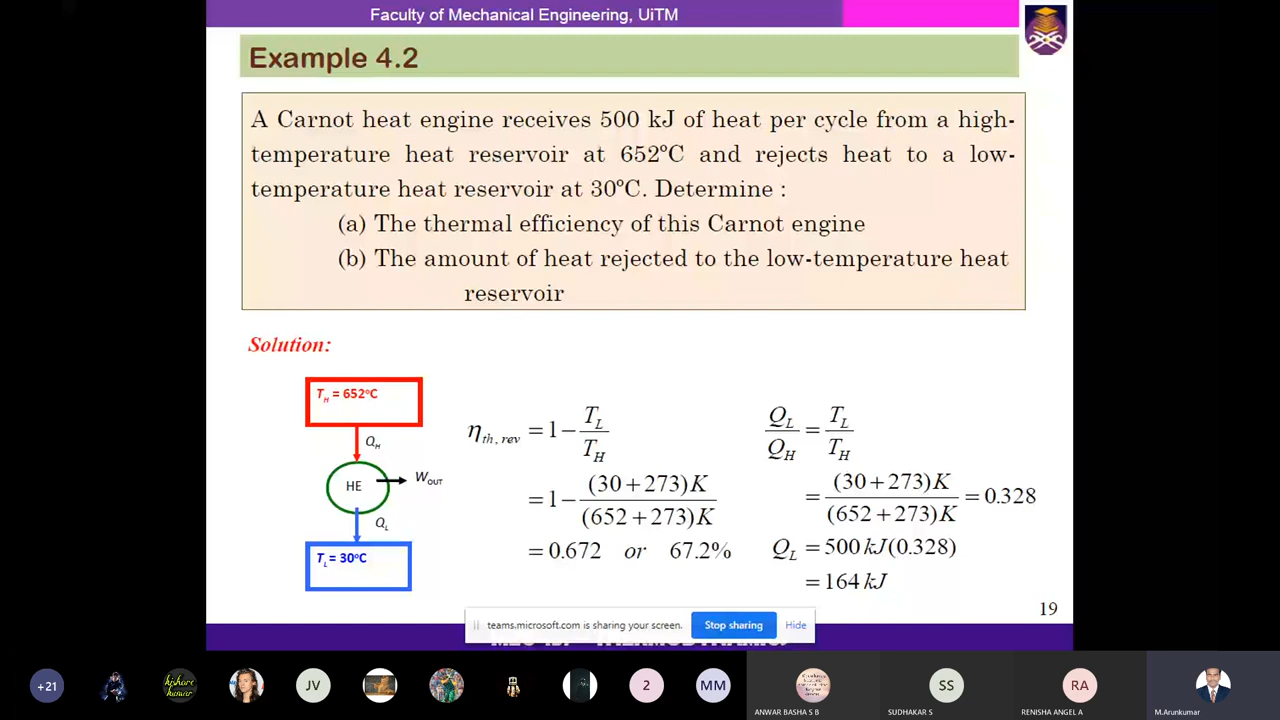 Faculty of Mechanical Engineering, UiTM
Example 4.2
A Carnot heat engine receives 500 kJ of heat per cycle from a high-
temperature heat reservoir at 652ºC and rejects heat to a low-
temperature heat reservoir at 30ºC. Determine :
(a) The thermal efficiency of this Carnot engine
(b) The amount of heat rejected to the low-temperature heat
reservoir
Solution:
T_H = 652ºC
Q_H
HE
W_OUT
Q_L
T_L = 30ºC
η_th,rev = 1 − T_L / T_H
= 1 − (30 + 273) K / (652 + 273) K
= 0.672 or 67.2%
Q_L / Q_H = T_L / T_H
= (30 + 273) K / (652 + 273) K = 0.328
Q_L = 500 kJ(0.328)
= 164 kJ
19
teams.microsoft.com is sharing your screen.
Stop sharing
Hide
+21
kishore kumar
JV
2
MM
SS
RA
ANWAR BASHA S B
SUDHAKAR S
RENISHA ANGEL A
M.Arunkumar